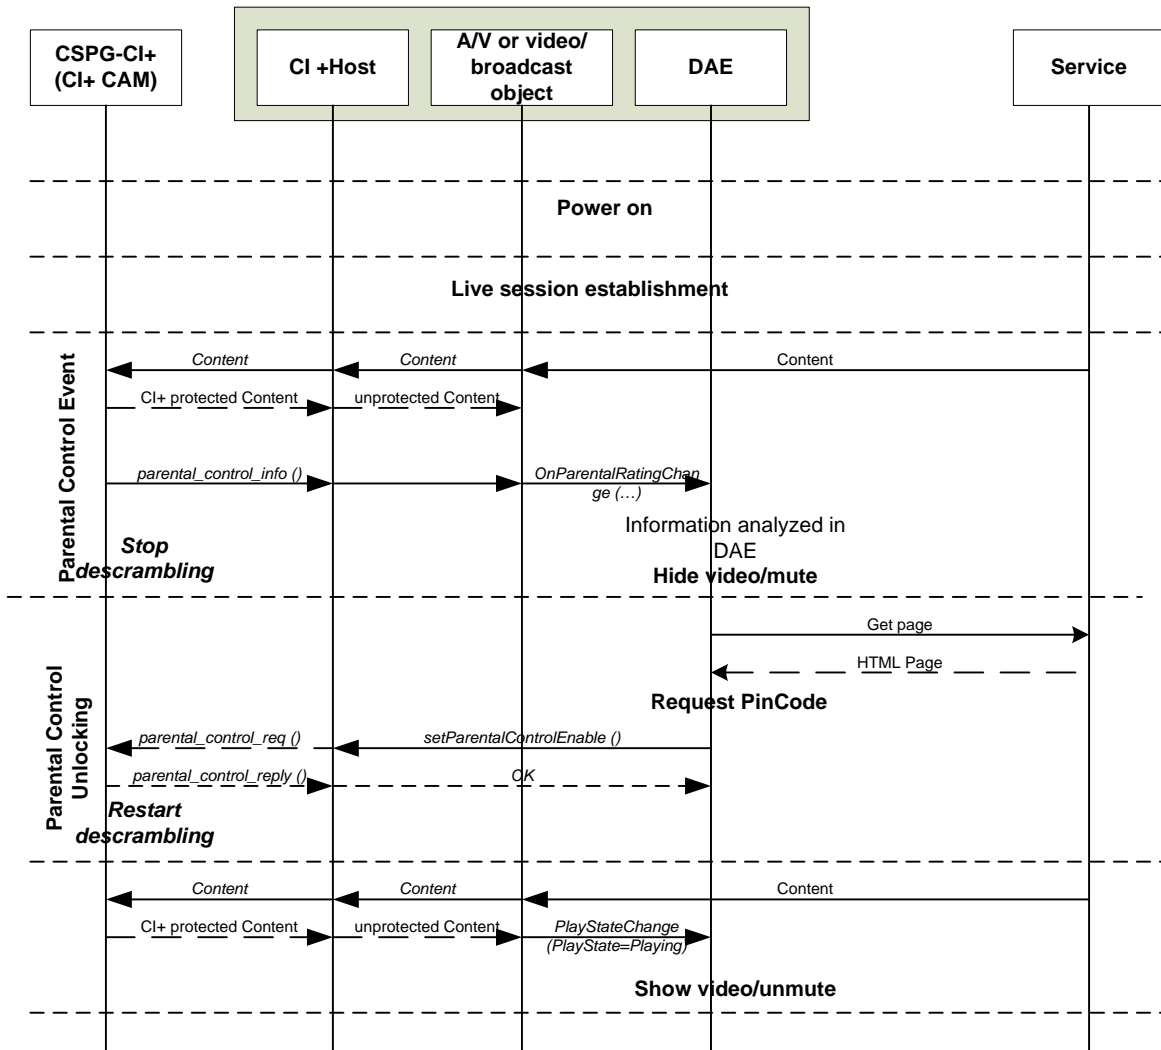 CSPG-CI+
(CI+ CAM)
CI +Host
A/V or video/
broadcast
object
DAE
Service
Power on
Live session establishment
Parental Control Event
Content
Content
Content
CI+ protected Content
unprotected Content
parental_control_info ()
OnParentalRatingChan
ge (…)
Information analyzed in
DAE
Stop
descrambling
Hide video/mute
Parental Control
Unlocking
Get page
HTML Page
Request PinCode
parental_control_req ()
setParentalControlEnable ()
parental_control_reply ()
OK
Restart
descrambling
Content
Content
Content
CI+ protected Content
unprotected Content
PlayStateChange
(PlayState=Playing)
Show video/unmute